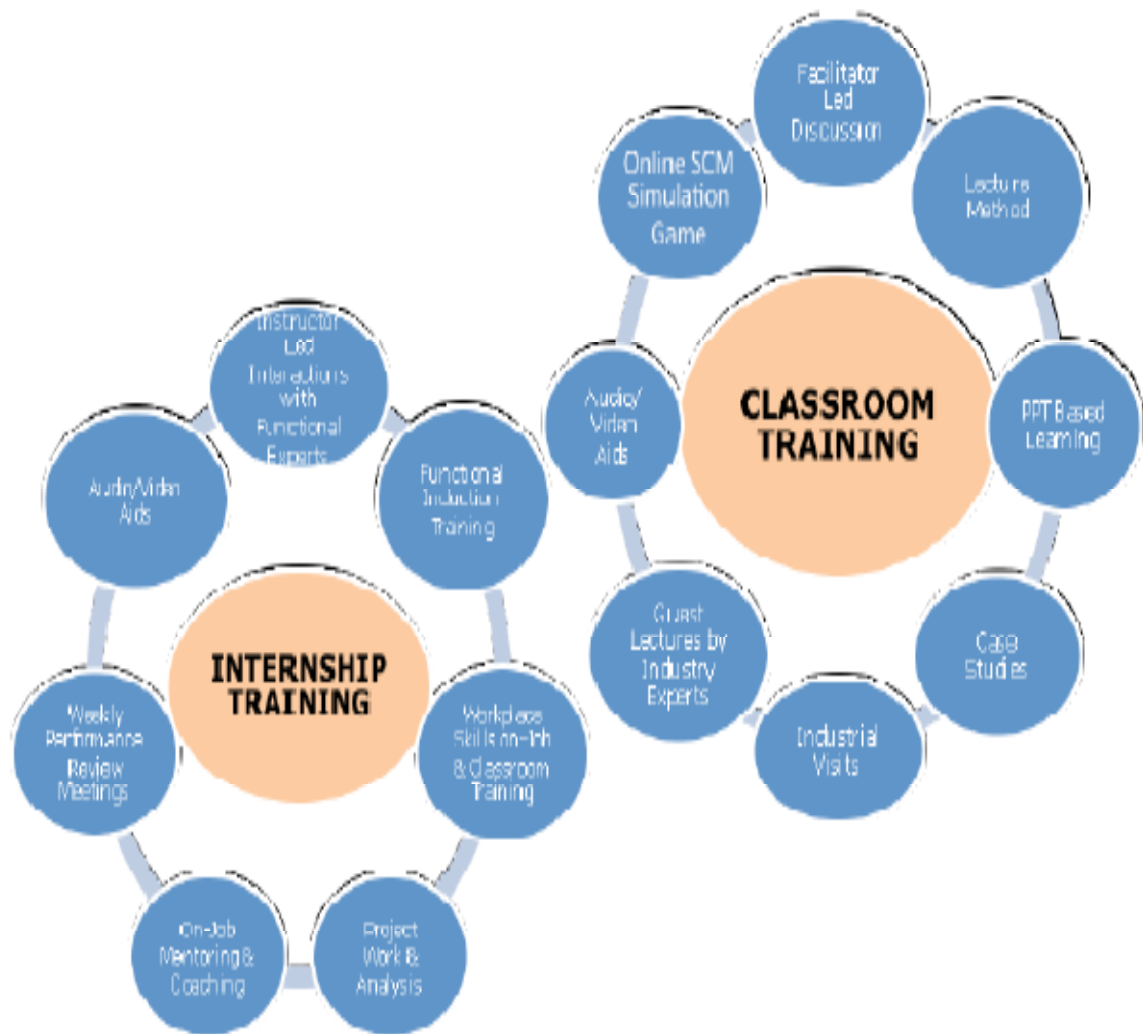 Facilitator
Led
Discussion
Lecture
Method
PPT Based
Learning
Case
Studies
Industrial
Visits
Guest
Lectures by
Industry
Experts
Audio/
Video
Aids
Online SCM
Simulation
Game
CLASSROOM
TRAINING
Instructor
Led
Interactions
with
Functional
Experts
Functional
Induction
Training
Workplace
Skills on-Job
& Classroom
Training
Project
Work &
Analysis
On-Job
Mentoring &
Coaching
Weekly
Performance
Review
Meetings
Audio/Video
Aids
INTERNSHIP
TRAINING